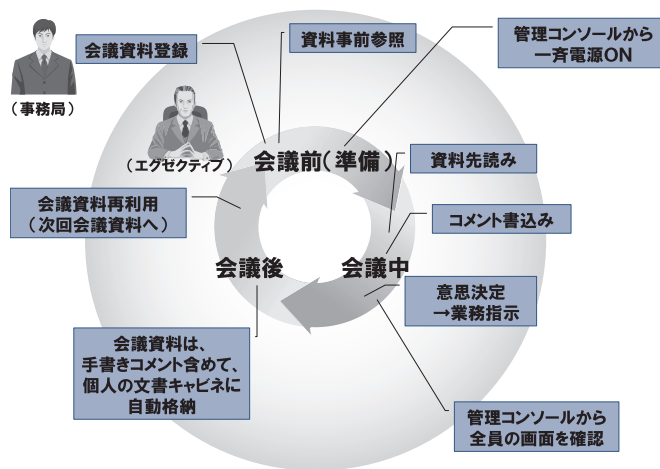 会議資料登録
資料事前参照
管理コンソールから
一斉電源ON
（事務局）
（エグゼクティブ）
会議前（準備）
資料先読み
会議資料再利用
（次回会議資料へ）
コメント書込み
会議後
会議中
意思決定
→業務指示
会議資料は、
手書きコメント含めて、
個人の文書キャビネに
自動格納
管理コンソールから
全員の画面を確認